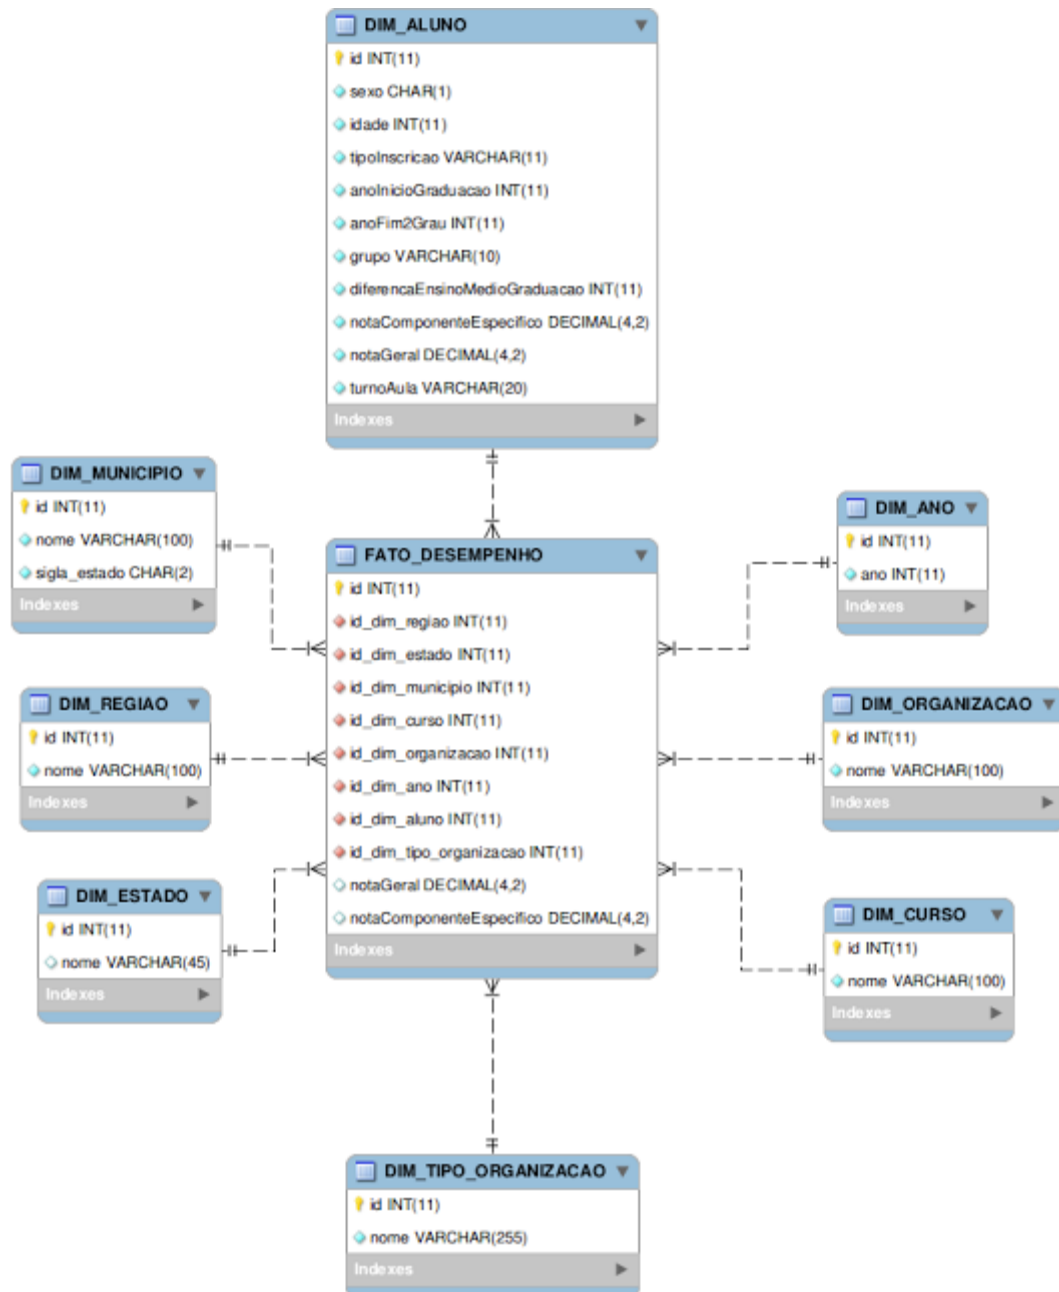 DIM_ALUNO
id INT(11)
sexo CHAR(1)
idade INT(11)
tipoInscricao VARCHAR(11)
anoInicioGraduacao INT(11)
anoFim2Grau INT(11)
grupo VARCHAR(10)
diferencaEnsinoMedioGraduacao INT(11)
notaComponenteEspecifico DECIMAL(4,2)
notaGeral DECIMAL(4,2)
turnoAula VARCHAR(20)
Indexes
DIM_MUNICIPIO
id INT(11)
nome VARCHAR(100)
sigla_estado CHAR(2)
Indexes
DIM_REGIAO
id INT(11)
nome VARCHAR(100)
Indexes
DIM_ESTADO
id INT(11)
nome VARCHAR(45)
Indexes
FATO_DESEMPENHO
id INT(11)
id_dim_regiao INT(11)
id_dim_estado INT(11)
id_dim_municipio INT(11)
id_dim_curso INT(11)
id_dim_organizacao INT(11)
id_dim_ano INT(11)
id_dim_aluno INT(11)
id_dim_tipo_organizacao INT(11)
notaGeral DECIMAL(4,2)
notaComponenteEspecifico DECIMAL(4,2)
Indexes
DIM_ANO
id INT(11)
ano INT(11)
Indexes
DIM_ORGANIZACAO
id INT(11)
nome VARCHAR(100)
Indexes
DIM_CURSO
id INT(11)
nome VARCHAR(100)
Indexes
DIM_TIPO_ORGANIZACAO
id INT(11)
nome VARCHAR(255)
Indexes